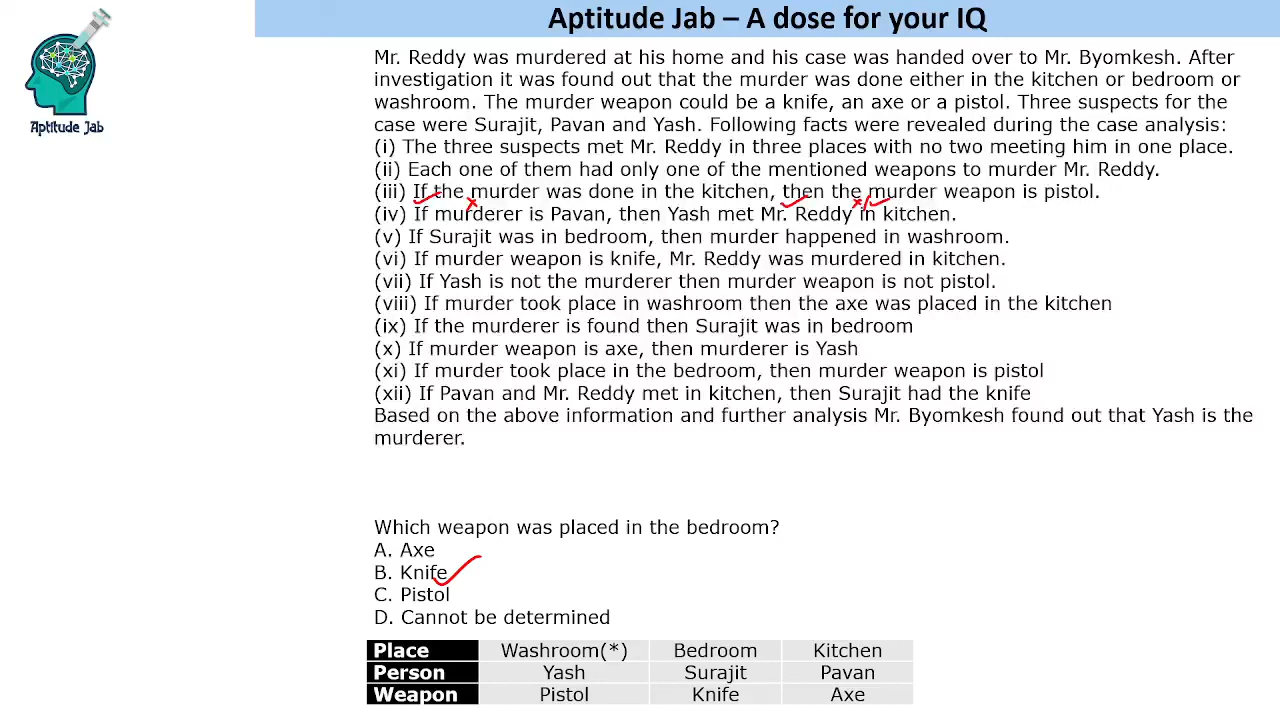 Aptitude Jab – A dose for your IQ
Aptitude Jab
Mr. Reddy was murdered at his home and his case was handed over to Mr. Byomkesh. After
investigation it was found out that the murder was done either in the kitchen or bedroom or
washroom. The murder weapon could be a knife, an axe or a pistol. Three suspects for the
case were Surajit, Pavan and Yash. Following facts were revealed during the case analysis:
(i) The three suspects met Mr. Reddy in three places with no two meeting him in one place.
(ii) Each one of them had only one of the mentioned weapons to murder Mr. Reddy.
(iii) If the murder was done in the kitchen, then the murder weapon is pistol.
(iv) If murderer is Pavan, then Yash met Mr. Reddy in kitchen.
(v) If Surajit was in bedroom, then murder happened in washroom.
(vi) If murder weapon is knife, Mr. Reddy was murdered in kitchen.
(vii) If Yash is not the murderer then murder weapon is not pistol.
(viii) If murder took place in washroom then the axe was placed in the kitchen
(ix) If the murderer is found then Surajit was in bedroom
(x) If murder weapon is axe, then murderer is Yash
(xi) If murder took place in the bedroom, then murder weapon is pistol
(xii) If Pavan and Mr. Reddy met in kitchen, then Surajit had the knife
Based on the above information and further analysis Mr. Byomkesh found out that Yash is the
murderer.
Which weapon was placed in the bedroom?
A. Axe
B. Knife
C. Pistol
D. Cannot be determined
Place Washroom(*) Bedroom Kitchen
Person Yash Surajit Pavan
Weapon Pistol Knife Axe